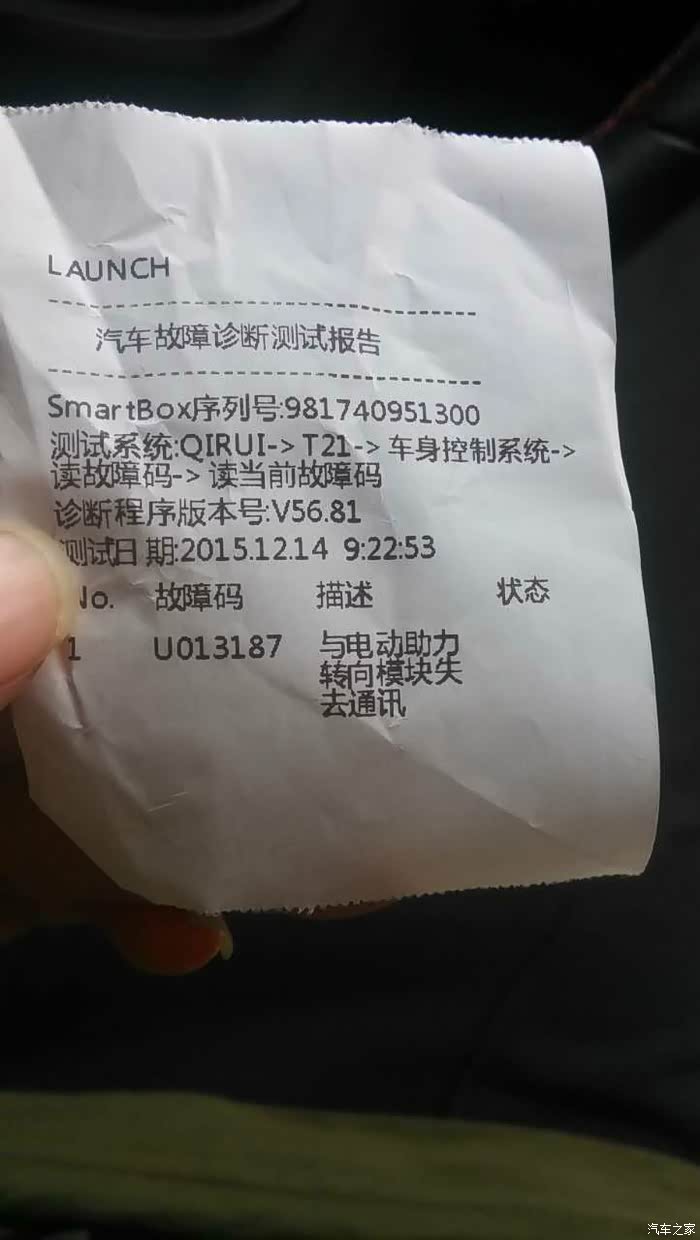 LAUNCH
汽车故障诊断测试报告
SmartBox序列号:981740951300
测试系统:QIRUI-> T21-> 车身控制系统->
读故障码-> 读当前故障码
诊断程序版本号:V56.81
测试日期:2015.12.14 9:22:53
No. 故障码 描述 状态
1 U013187 与电动助力
转向模块失
去通讯
汽车之家